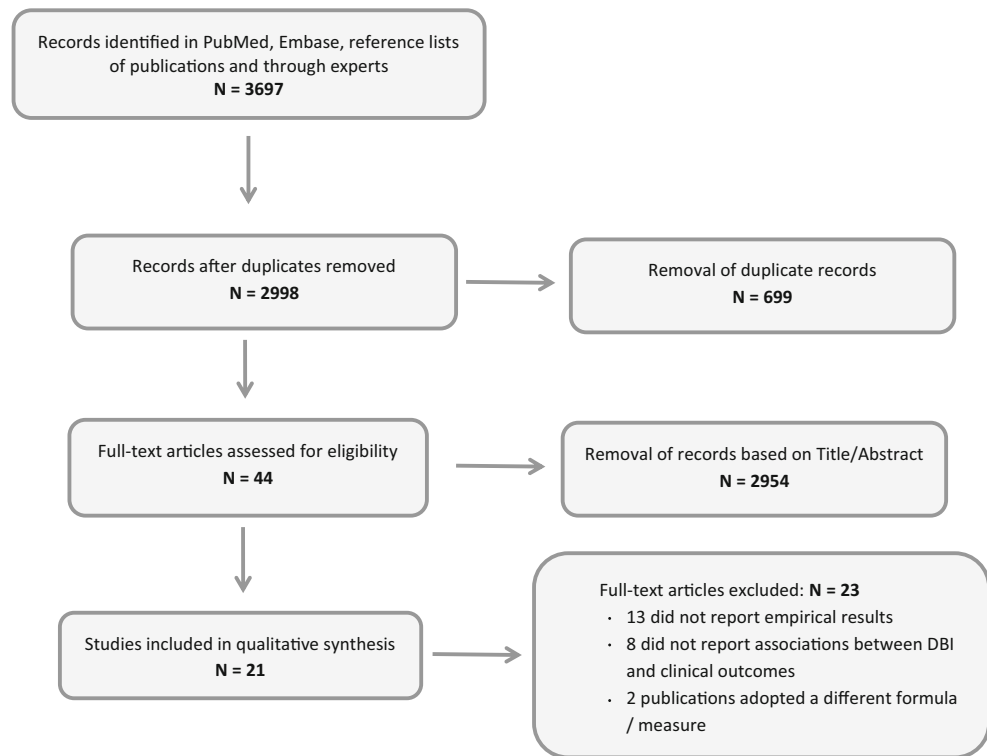 Records identified in PubMed, Embase, reference lists
of publications and through experts
N = 3697
Records after duplicates removed
N = 2998
Removal of duplicate records
N = 699
Full-text articles assessed for eligibility
N = 44
Removal of records based on Title/Abstract
N = 2954
Studies included in qualitative synthesis
N = 21
Full-text articles excluded: N = 23
· 13 did not report empirical results
· 8 did not report associations between DBI
and clinical outcomes
· 2 publications adopted a different formula
/ measure